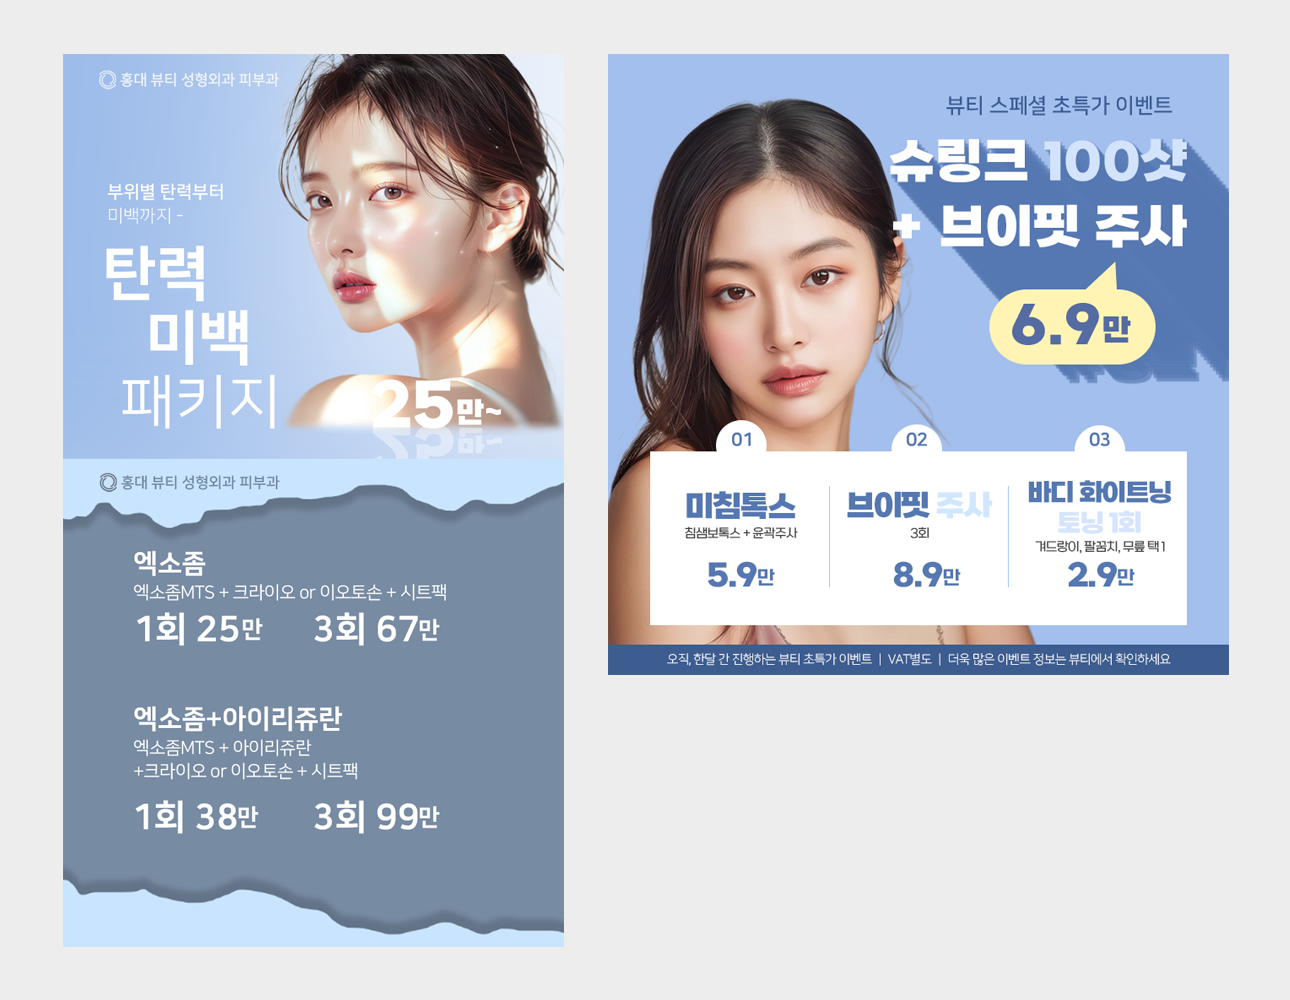 홍대 뷰티 성형외과 피부과
부위별 탄력부터
미백까지 -
탄력
미백
패키지
25만~
홍대 뷰티 성형외과 피부과
엑소좀
엑소좀MTS + 크라이오 or 이오토손 + 시트팩
1회 25만 3회 67만
엑소좀+아이리쥬란
엑소좀MTS + 아이리쥬란
+크라이오 or 이오토손 + 시트팩
1회 38만 3회 99만
뷰티 스페셜 초특가 이벤트
슈링크 100샷
+ 브이핏 주사
6.9만
01
미침톡스
침샘보톡스 + 윤곽주사
5.9만
02
브이핏 주사
3회
8.9만
03
바디 화이트닝
토닝 1회
겨드랑이, 팔꿈치, 무릎 택 1
2.9만
오직, 한달 간 진행하는 뷰티 초특가 이벤트 | VAT별도 | 더욱 많은 이벤트 정보는 뷰티에서 확인하세요